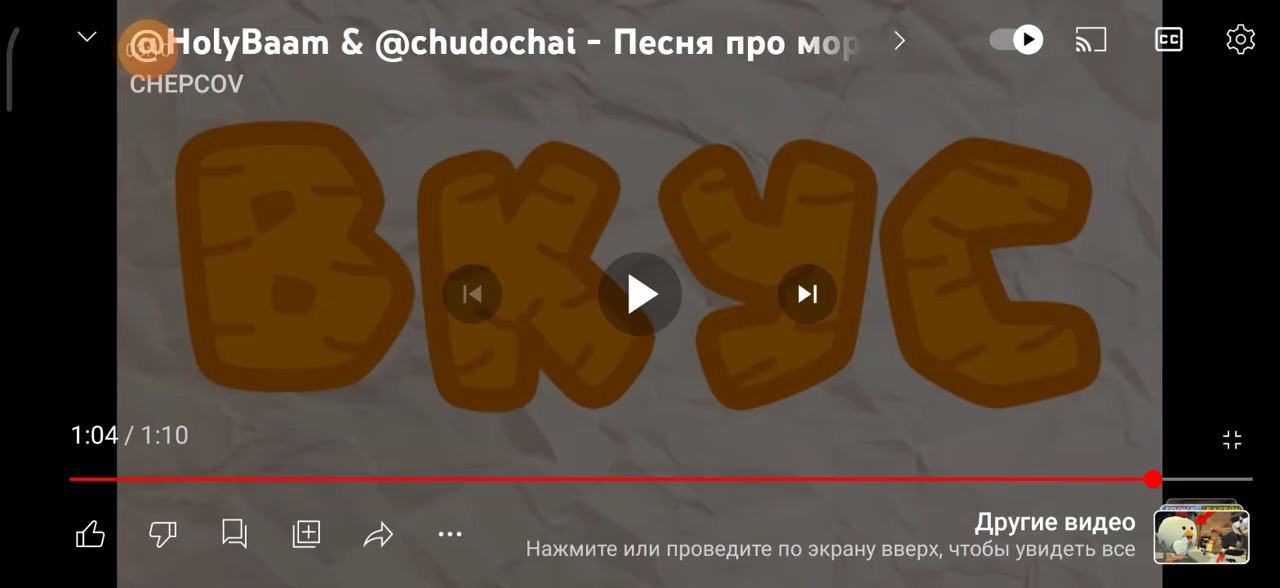 @HolyBaam & @chudochai - Песня про мор
CHEPCOV
ВКУС
1:04 / 1:10
Другие видео
Нажмите или проведите по экрану вверх, чтобы увидеть все
CC